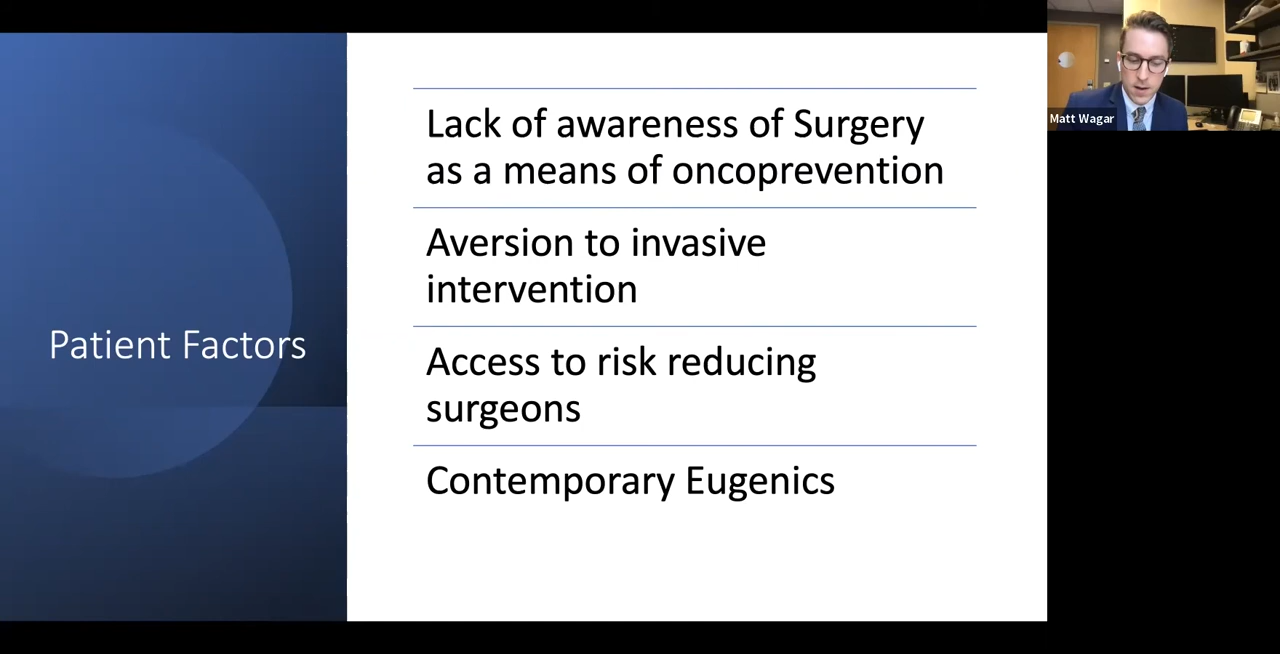 Patient Factors
Lack of awareness of Surgery
as a means of oncoprevention
Aversion to invasive
intervention
Access to risk reducing
surgeons
Contemporary Eugenics
Matt Wagar